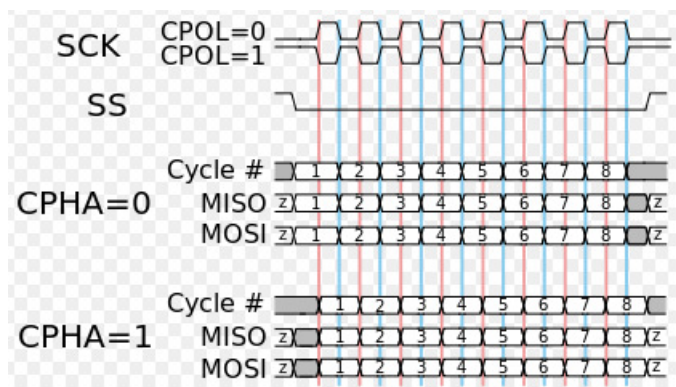 SCK CPOL=0
CPOL=1
SS
Cycle # 1 2 3 4 5 6 7 8
CPHA=0 MISO z 1 2 3 4 5 6 7 8 z
MOSI z 1 2 3 4 5 6 7 8 z
Cycle # 1 2 3 4 5 6 7 8
CPHA=1 MISO z 1 2 3 4 5 6 7 8 z
MOSI z 1 2 3 4 5 6 7 8 z